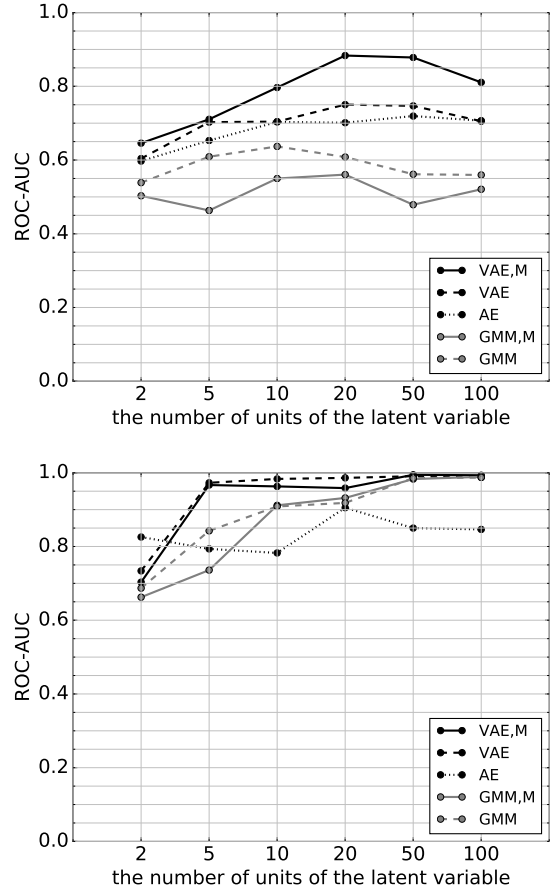 1.0
0.8
0.6
0.4
0.2
0.0
ROC-AUC
VAE,M
VAE
AE
GMM,M
GMM
2 5 10 20 50 100
the number of units of the latent variable
1.0
0.8
0.6
0.4
0.2
0.0
ROC-AUC
VAE,M
VAE
AE
GMM,M
GMM
2 5 10 20 50 100
the number of units of the latent variable